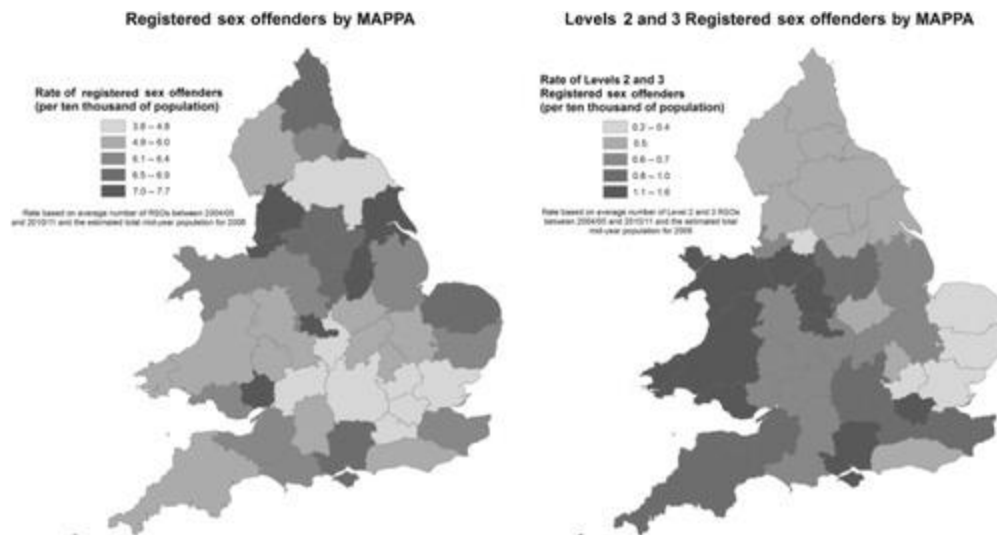 Registered sex offenders by MAPPA
Rate of registered sex offenders
(per ten thousand of population)
3.8 – 4.8
4.9 – 6.0
6.1 – 6.4
6.5 – 6.9
7.0 – 7.7
Rate based on average number of RSOs between 2004/05
and 2010/11 and the estimated total mid-year population for 2008
Levels 2 and 3 Registered sex offenders by MAPPA
Rate of Levels 2 and 3
Registered sex offenders
(per ten thousand of population)
0.5
0.6 – 0.7
0.8 – 1.0
1.1 – 1.6
Rate based on average number of Level 2 and 3 RSOs
between 2004/05 and 2010/11 and the estimated total
mid-year population for